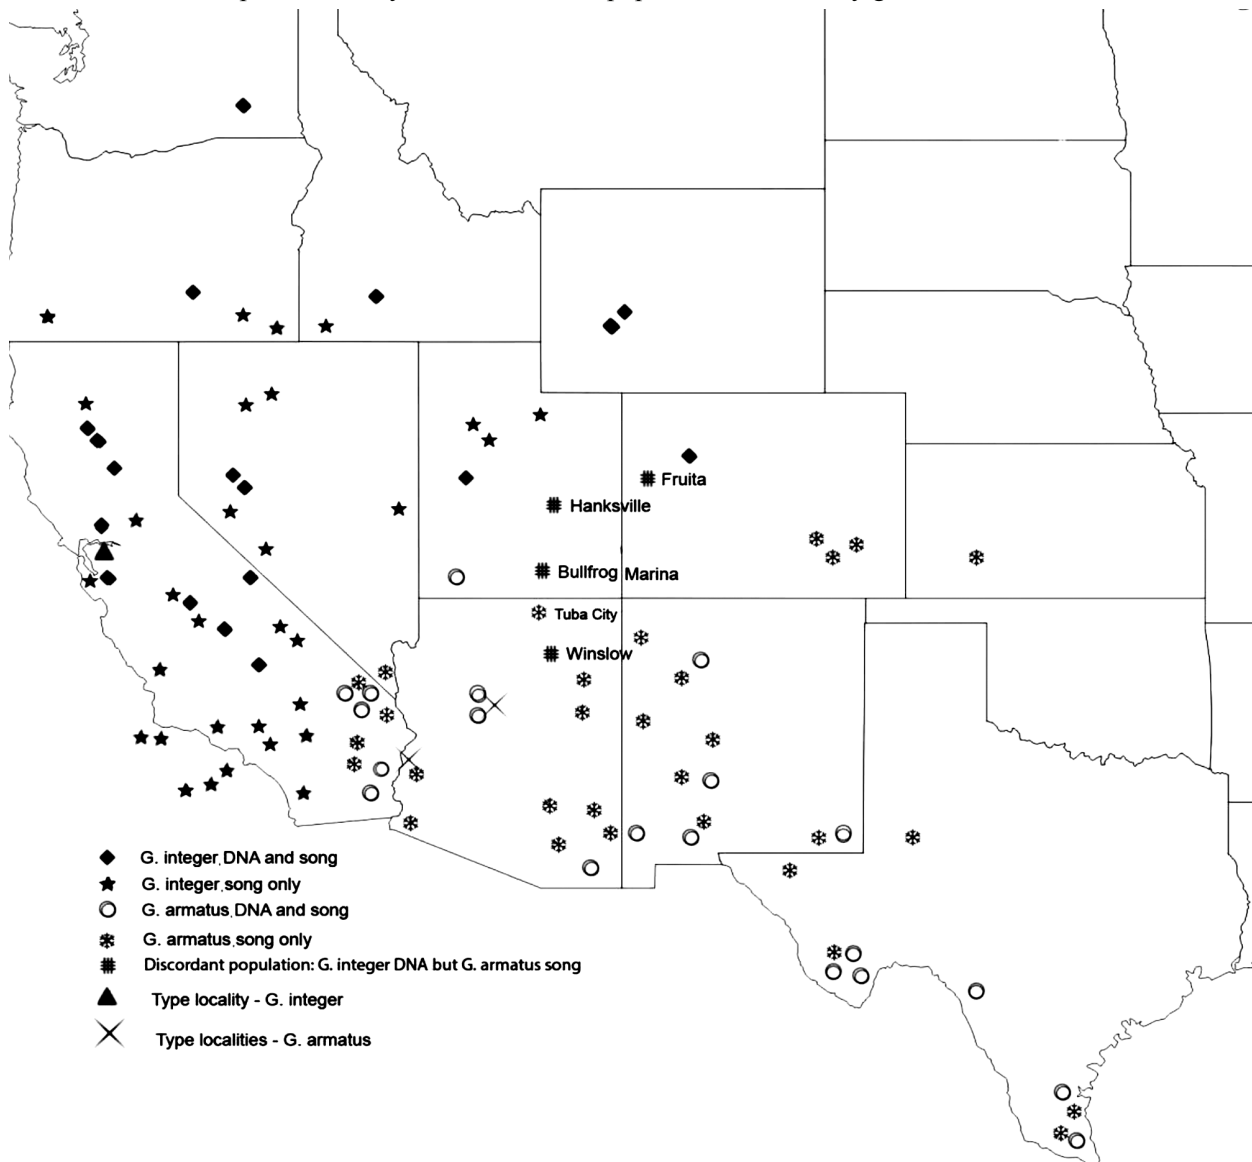 Fruita
Hanksville
Bullfrog Marina
Tuba City
Winslow
G. integer, DNA and song
G. integer, song only
G. armatus, DNA and song
G. armatus, song only
Discordant population: G. integer DNA but G. armatus song
Type locality - G. integer
Type localities - G. armatus